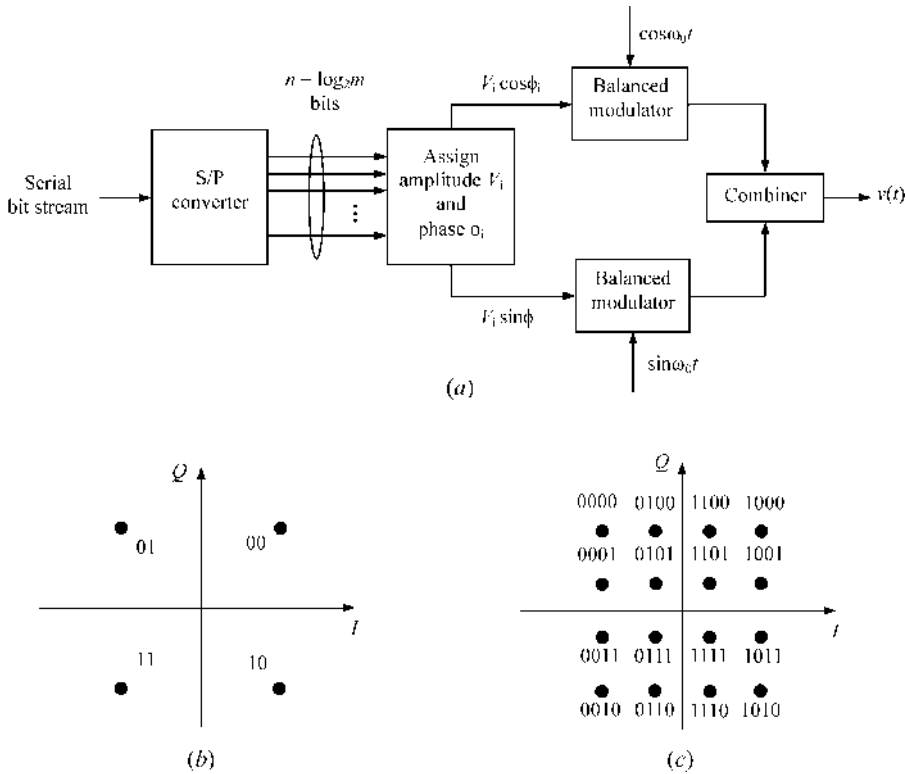 cosω₀t
n – log₂m
bits
Vᵢ cosϕᵢ
Balanced
modulator
Serial
bit stream
S/P
converter
...
Assign
amplitude Vᵢ
and
phase ɑᵢ
Combiner
v(t)
Vᵢ sinϕ
Balanced
modulator
sinω₀t
(a)
Q
01 00
I
11 10
(b)
Q
0000 0100 1100 1000
0001 0101 1101 1001
I
0011 0111 1111 1011
0010 0110 1110 1010
(c)